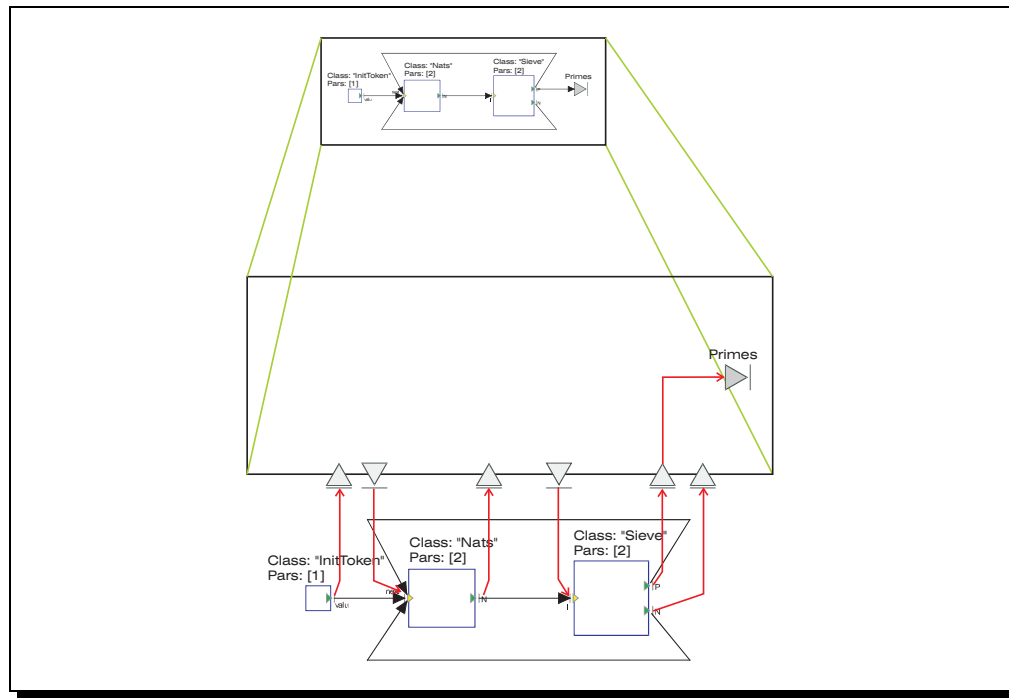 Class: "InitToken"
Pars: [1]
valu
Class: "Nats"
Pars: [2]
N
I
Class: "Sieve"
Pars: [2]
P
N
Primes
Primes
Class: "InitToken"
Pars: [1]
valu
Class: "Nats"
Pars: [2]
N
I
Class: "Sieve"
Pars: [2]
P
N